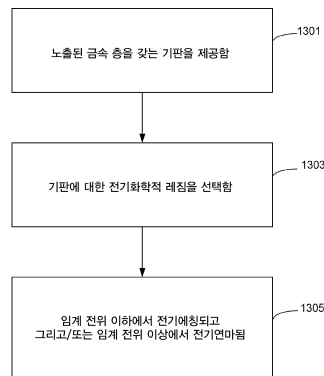 노출된 금속 층을 갖는 기판을 제공함
1301
기판에 대한 전기화학적 레짐을 선택함
1303
임계 전위 이하에서 전기에칭되고
그리고/또는 임계 전위 이상에서 전기연마됨
1305